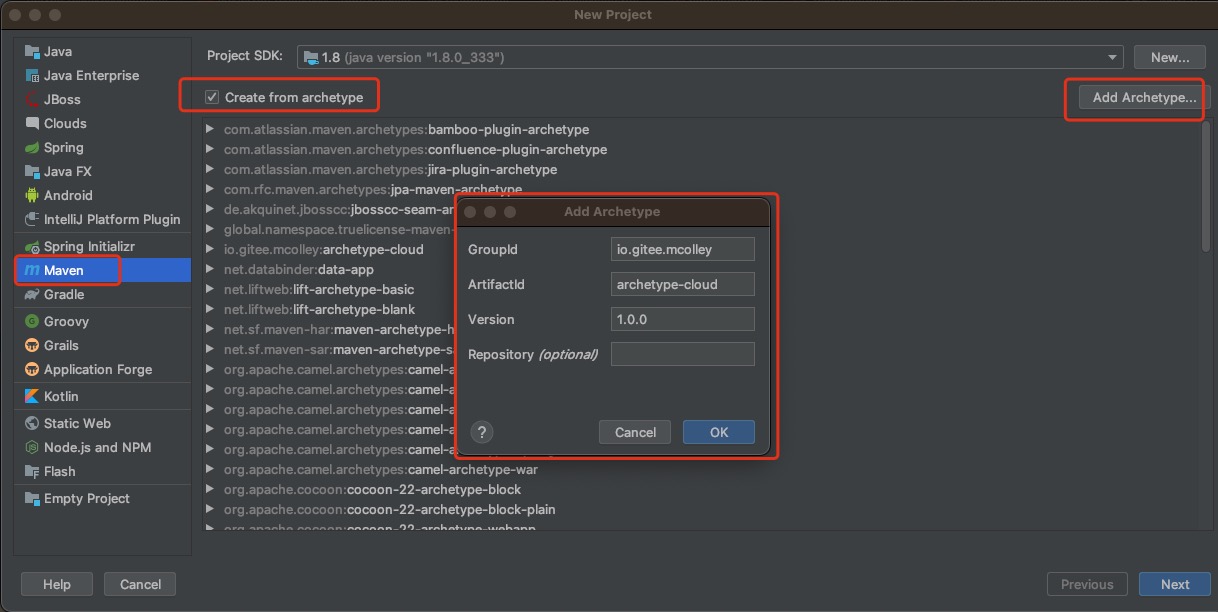 New Project
Java
Java Enterprise
JBoss
Clouds
Spring
Java FX
Android
IntelliJ Platform Plugin
Spring Initializr
m Maven
Gradle
Groovy
Grails
Application Forge
Kotlin
Static Web
Node.js and NPM
Flash
Empty Project
Project SDK: 1.8 (java version "1.8.0_333") New...
Create from archetype Add Archetype...
com.atlassian.maven.archetypes:bamboo-plugin-archetype
com.atlassian.maven.archetypes:confluence-plugin-archetype
com.atlassian.maven.archetypes:jira-plugin-archetype
com.rfc.maven.archetypes:jpa-maven-archetype
de.akquinet.jbosscc:jbosscc-seam-ar
global.namespace.truelicense-maven-
io.gitee.mcolley:archetype-cloud
net.databinder:data-app
net.liftweb:lift-archetype-basic
net.liftweb:lift-archetype-blank
net.sf.maven-har:maven-archetype-h
net.sf.maven-sar:maven-archetype-s
org.apache.camel.archetypes:camel-a
org.apache.camel.archetypes:camel-a
org.apache.camel.archetypes:camel-a
org.apache.camel.archetypes:camel-a
org.apache.camel.archetypes:camel-a
org.apache.camel.archetypes:camel-archetype-war
org.apache.cocoon:cocoon-22-archetype-block
org.apache.cocoon:cocoon-22-archetype-block-plain
org.apache.cocoon:cocoon-22-archetype-webapp
Add Archetype
GroupId io.gitee.mcolley
ArtifactId archetype-cloud
Version 1.0.0
Repository (optional)
? Cancel OK
Help Cancel Previous Next